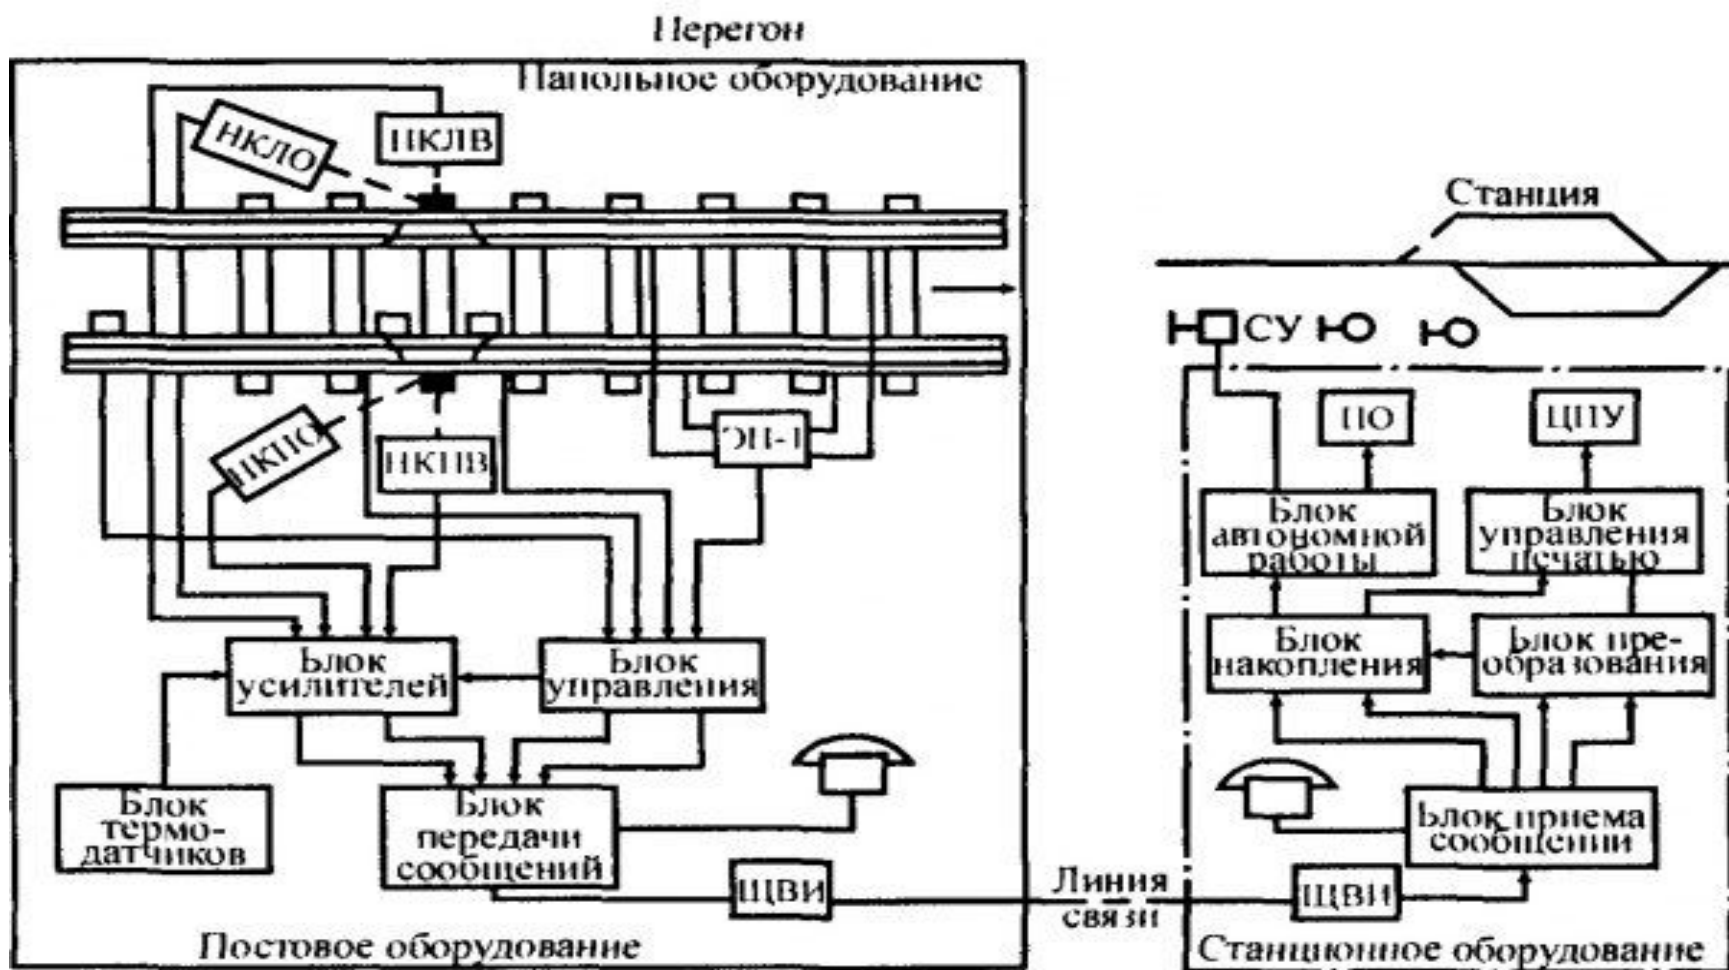 Перегон
Напольное оборудование
НКЛО
НКЛВ
Станция
СУ
НКПО
НКПВ
ЭП-1
ПО
ЦПУ
Блок
автономной
работы
Блок
управления
печатью
Блок
усилителей
Блок
управления
Блок
накопления
Блок пре-
образования
Блок
термо-
датчиков
Блок
передачи
сообщений
Блок приема
сообщений
ЩВИ
Линия
связи
ЩВИ
Постовое оборудование
Станционное оборудование